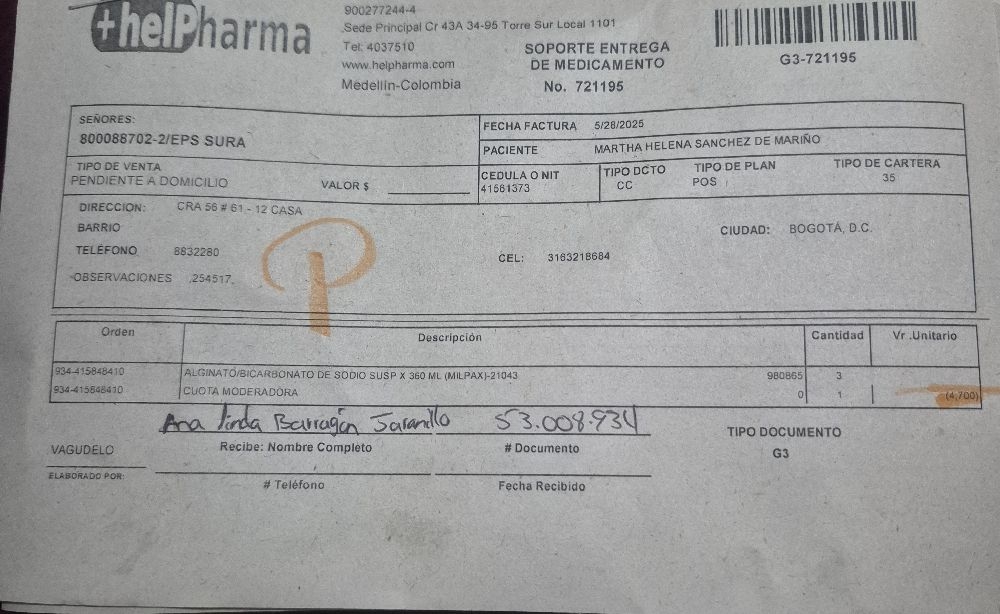 +helPharma
900277244-4
Sede Principal Cr 43A 34-95 Torre Sur Local 1101
Tel: 4037510
www.helpharma.com
Medellin-Colombia
SOPORTE ENTREGA
DE MEDICAMENTO
No. 721195
G3-721195
SEÑORES:
800088702-2/EPS SURA
FECHA FACTURA 5/28/2025
PACIENTE MARTHA HELENA SANCHEZ DE MARIÑO
TIPO DE VENTA
PENDIENTE A DOMICILIO VALOR $
CEDULA O NIT
41561373
TIPO DCTO
CC
TIPO DE PLAN
POS
TIPO DE CARTERA
35
DIRECCION: CRA 56 # 61 - 12 CASA
BARRIO
CIUDAD: BOGOTÁ, D.C.
TELÉFONO 8832280
CEL: 3163218684
OBSERVACIONES .254517.
P
Orden Descripción Cantidad Vr .Unitario
934-415848410 ALGINATO/BICARBONATO DE SODIO SUSP X 360 ML (MILPAX)-21043 980865 3
934-415848410 CUOTA MODERADORA 0 1 (4,700)
Ana linda Barragán Jaramillo 53.008.934
Recibe: Nombre Completo # Documento
TIPO DOCUMENTO
G3
VAGUDELO
ELABORADO POR:
# Teléfono Fecha Recibido